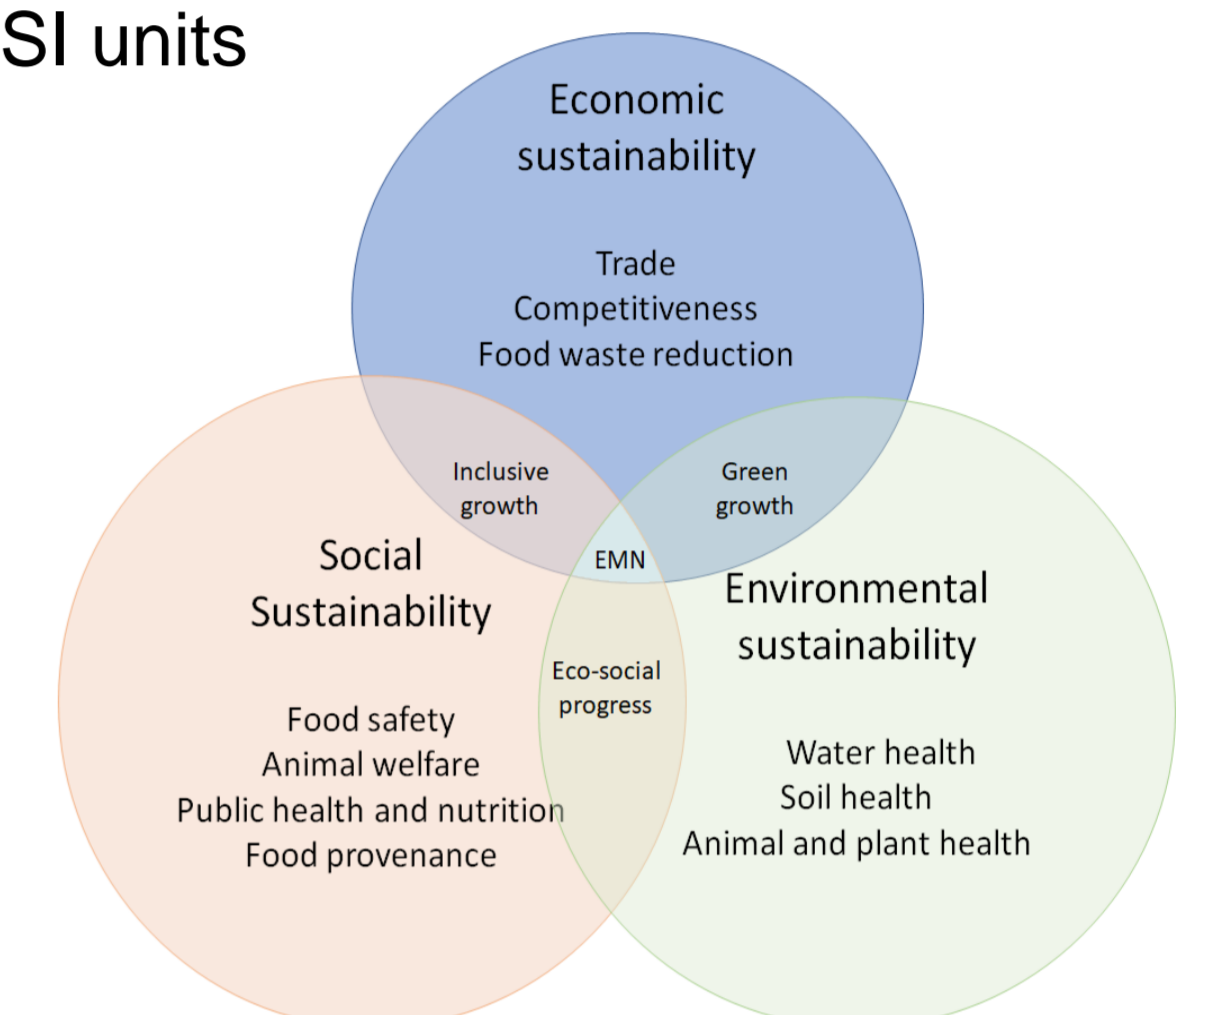 SI units
Economic
sustainability
Trade
Competitiveness
Food waste reduction
Inclusive
growth
Green
growth
EMN
Social
Sustainability
Environmental
sustainability
Eco-social
progress
Food safety
Animal welfare
Public health and nutrition
Food provenance
Water health
Soil health
Animal and plant health